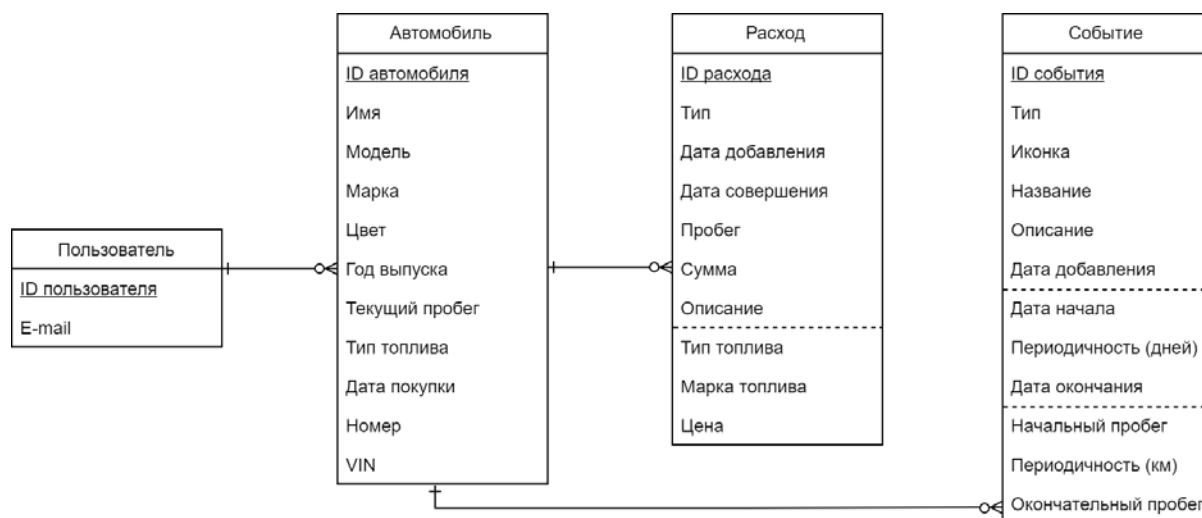 Пользователь
ID пользователя
E-mail
Автомобиль
ID автомобиля
Имя
Модель
Марка
Цвет
Год выпуска
Текущий пробег
Тип топлива
Дата покупки
Номер
VIN
Расход
ID расхода
Тип
Дата добавления
Дата совершения
Пробег
Сумма
Описание
Тип топлива
Марка топлива
Цена
Событие
ID события
Тип
Иконка
Название
Описание
Дата добавления
Дата начала
Периодичность (дней)
Дата окончания
Начальный пробег
Периодичность (км)
Окончательный пробег